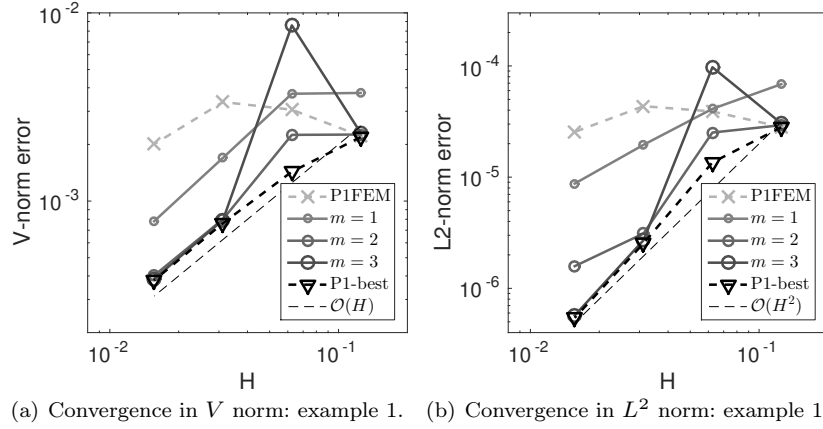 10^{-2}
10^{-3}
V-norm error
10^{-2}
10^{-1}
H
P1FEM
m = 1
m = 2
m = 3
P1-best
O(H)
(a) Convergence in V norm: example 1.
10^{-4}
10^{-5}
10^{-6}
L2-norm error
10^{-2}
10^{-1}
H
P1FEM
m = 1
m = 2
m = 3
P1-best
O(H^2)
(b) Convergence in L^2 norm: example 1